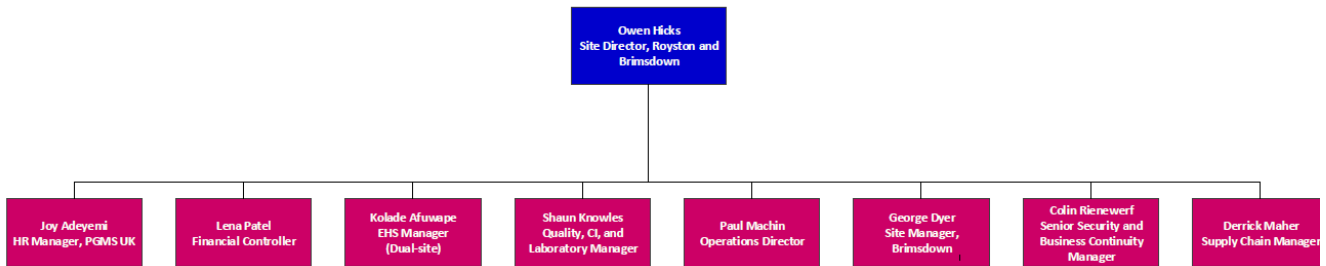 Owen Hicks
Site Director, Royston and
Brimsdown
Joy Adeyemi
HR Manager, PGMS UK
Lena Patel
Financial Controller
Kolade Afuwape
EHS Manager
(Dual-site)
Shaun Knowles
Quality, CI, and
Laboratory Manager
Paul Machin
Operations Director
George Dyer
Site Manager,
Brimsdown
Colin Rienewerf
Senior Security and
Business Continuity
Manager
Derrick Maher
Supply Chain Manager